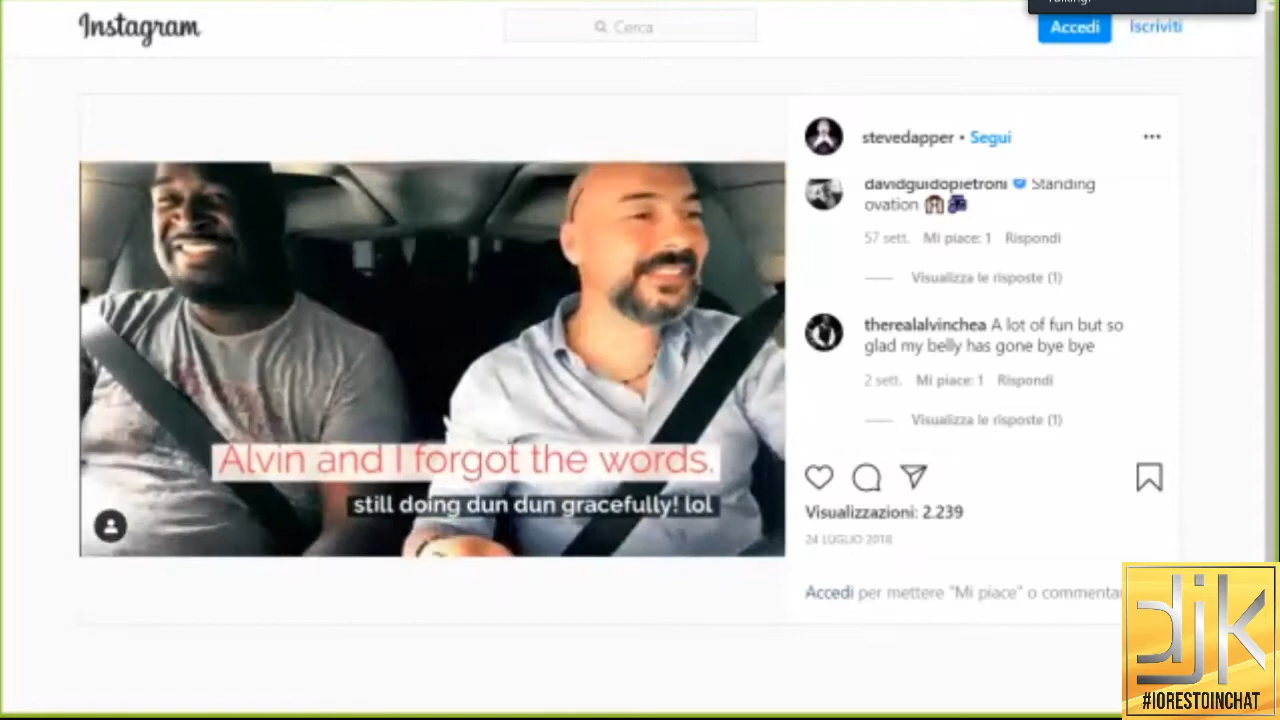 Instagram
Cerca
Accedi
Iscriviti
stevedapper • Segui
davidguidopietroni Standing
ovation
57 sett. Mi piace: 1 Rispondi
Visualizza le risposte (1)
therealalvinchea A lot of fun but so
glad my belly has gone bye bye
2 sett. Mi piace: 1 Rispondi
Visualizza le risposte (1)
Alvin and I forgot the words.
still doing dun dun gracefully! lol
Visualizzazioni: 2.239
24 LUGLIO 2018
Accedi per mettere "Mi piace" o commenta
djk
#IORESTOINCHAT